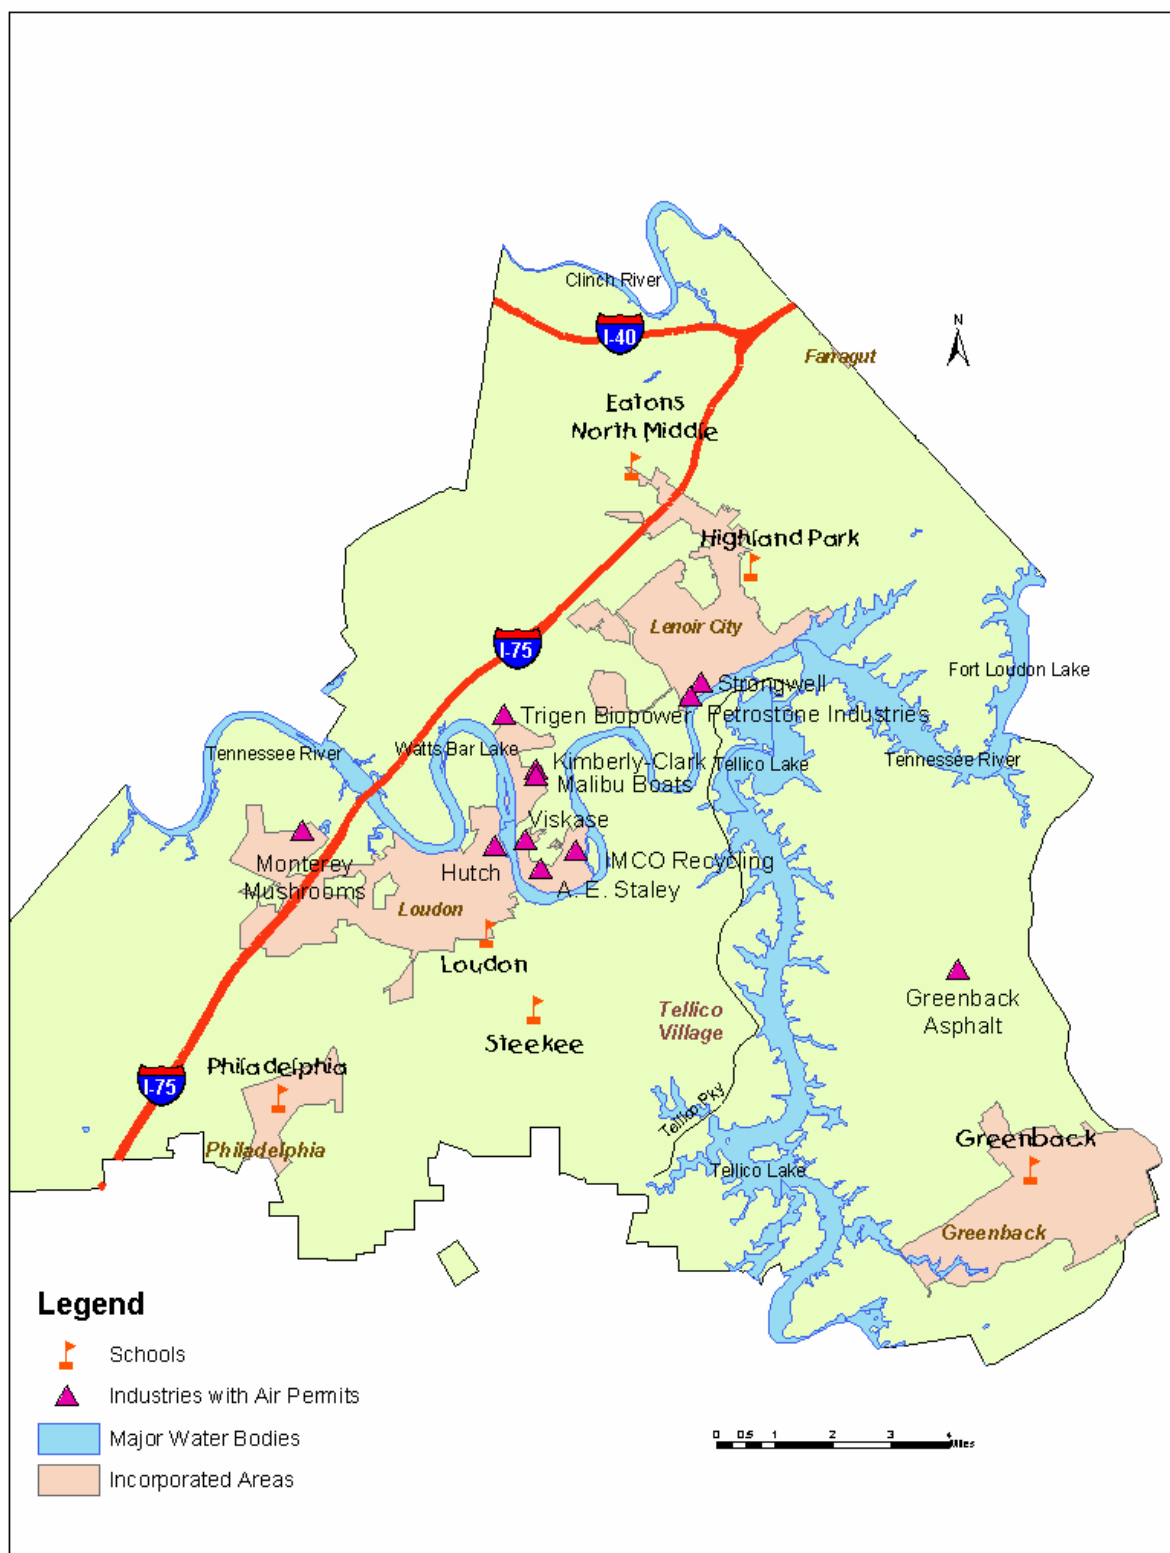 Clinch River
I-40
N
Farragut
Eatons
North Middle
Highland Park
Lenoir City
I-75
Fort Loudon Lake
Strongwell
Trigen Biopower
Petrostone Industries
Tennessee River
Watts Bar Lake
Kimberly-Clark
Tellico Lake
Tennessee River
Malibu Boats
Viskase
Monterey
Mushrooms
Hutch
IMCO Recycling
A. E. Staley
Loudon
Loudon
Greenback
Asphalt
Tellico
Village
Steekee
Philadelphia
I-75
Tellico Pky
Philadelphia
Greenback
Tellico Lake
Greenback
Legend
Schools
Industries with Air Permits
Major Water Bodies
Incorporated Areas
0 0.5 1 2 3 4
Miles